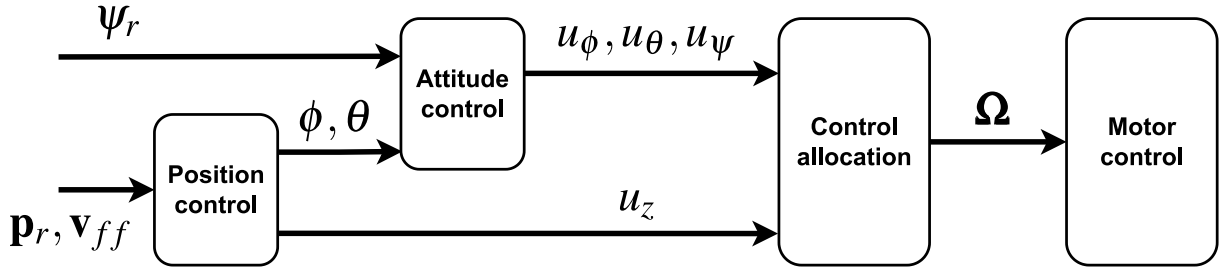 ψ_r
u_ϕ, u_θ, u_ψ
Attitude
control
ϕ, θ
Control
allocation
Ω
Motor
control
Position
control
p_r, v_ff
u_z